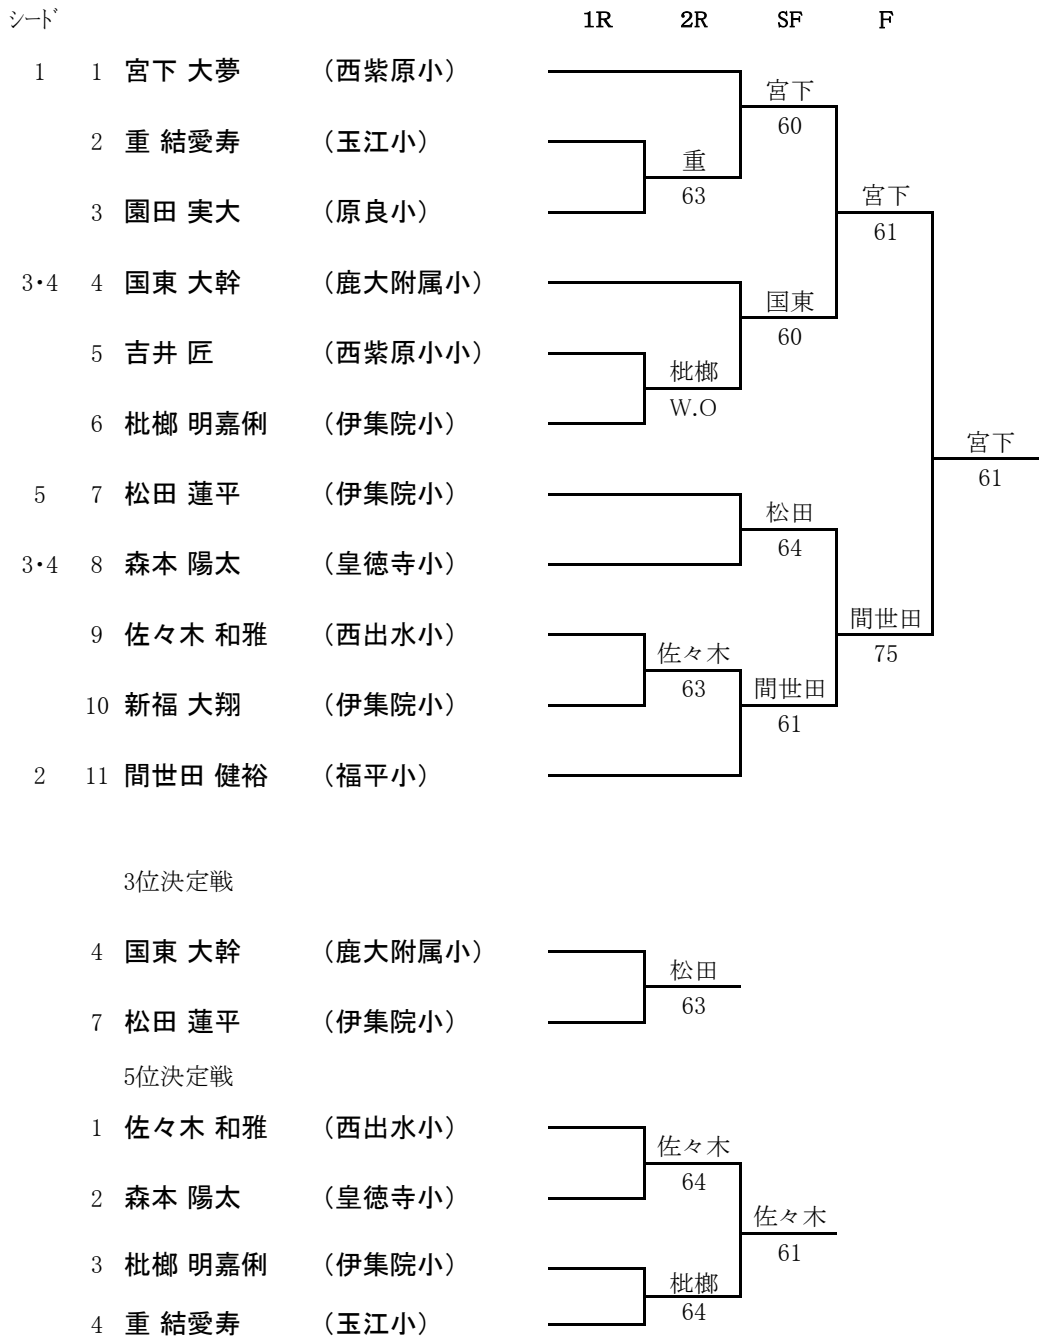 シード 1R 2R SF F
1 1 宮下 大夢 （西紫原小）
宮下
60
2 重 結愛寿 （玉江小）
重
63
3 園田 実大 （原良小）
宮下
61
3・4 4 国東 大幹 （鹿大附属小）
国東
60
5 吉井 匠 （西紫原小小）
枇榔
W.O
6 枇榔 明嘉俐 （伊集院小）
宮下
61
5 7 松田 蓮平 （伊集院小）
松田
64
3・4 8 森本 陽太 （皇徳寺小）
間世田
75
9 佐々木 和雅 （西出水小）
佐々木
63
10 新福 大翔 （伊集院小）
間世田
61
2 11 間世田 健裕 （福平小）
3位決定戦
4 国東 大幹 （鹿大附属小）
松田
63
7 松田 蓮平 （伊集院小）
5位決定戦
1 佐々木 和雅 （西出水小）
佐々木
64
2 森本 陽太 （皇徳寺小）
佐々木
61
3 枇榔 明嘉俐 （伊集院小）
枇榔
64
4 重 結愛寿 （玉江小）